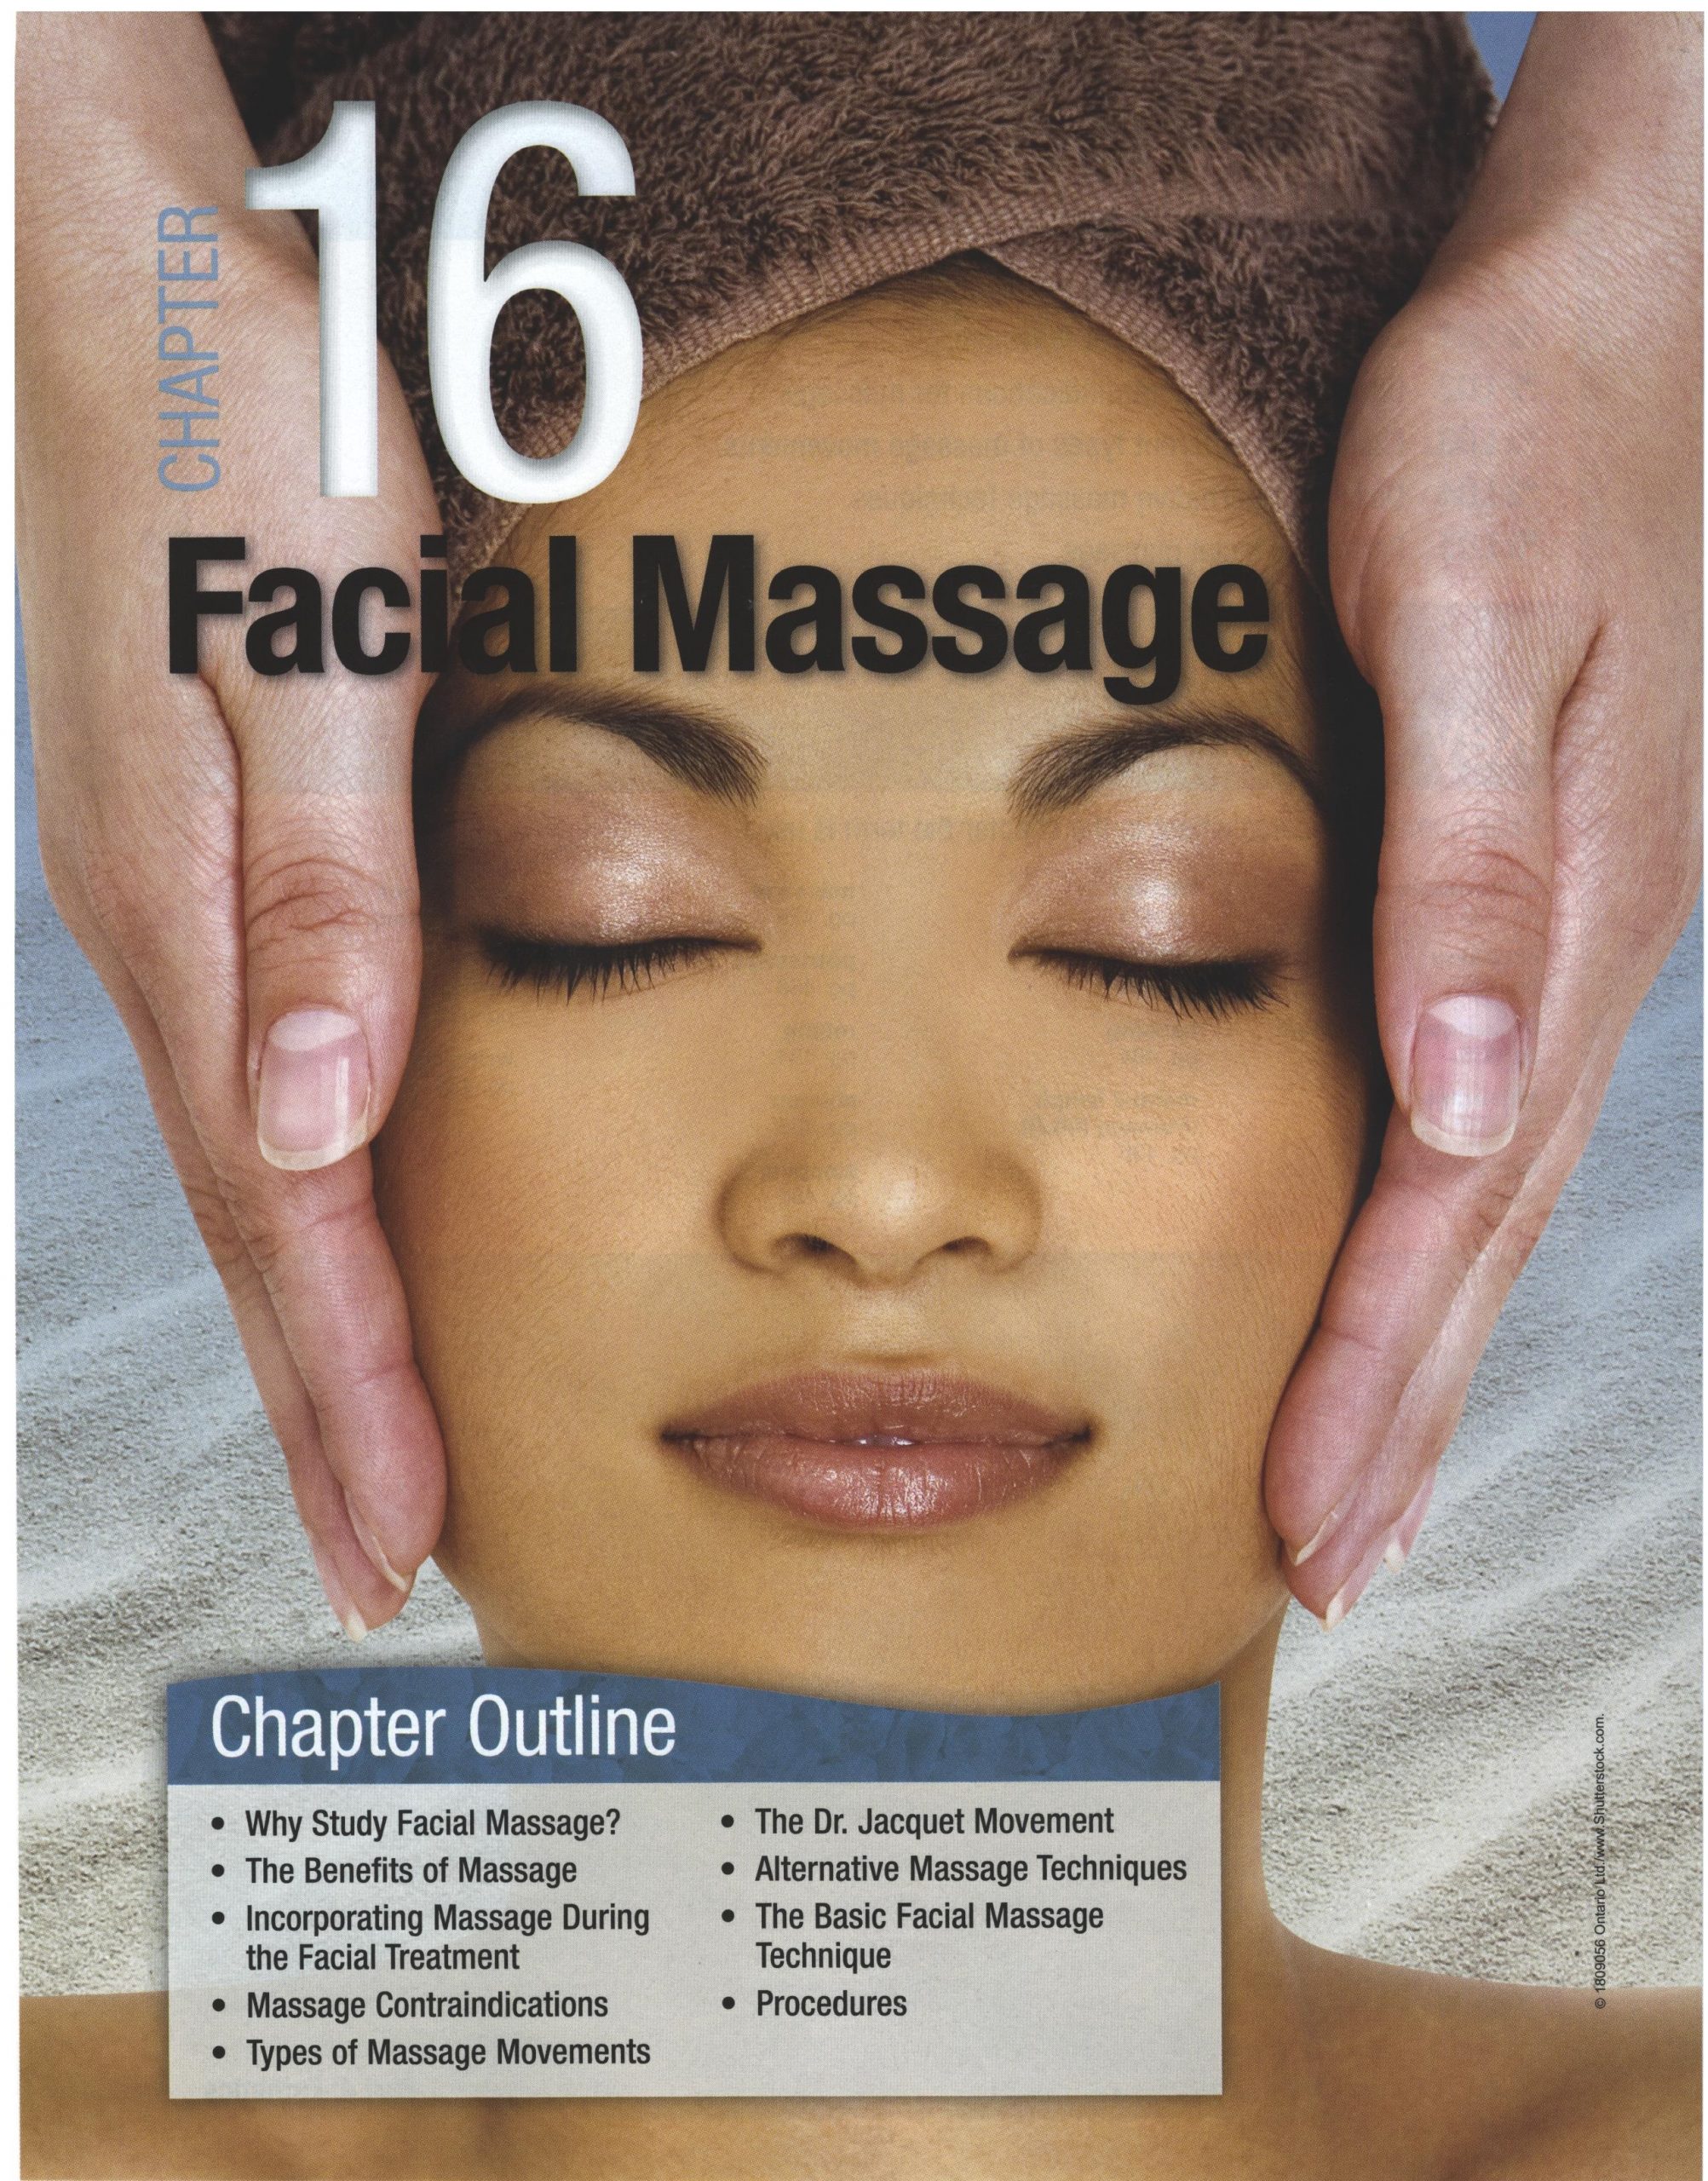 CHAPTER
16
Facial Massage
Chapter Outline
• Why Study Facial Massage?
• The Benefits of Massage
• Incorporating Massage During
the Facial Treatment
• Massage Contraindications
• Types of Massage Movements
• The Dr. Jacquet Movement
• Alternative Massage Techniques
• The Basic Facial Massage
Technique
• Procedures
© 1809056 Ontario Ltd./www.Shutterstock.com.